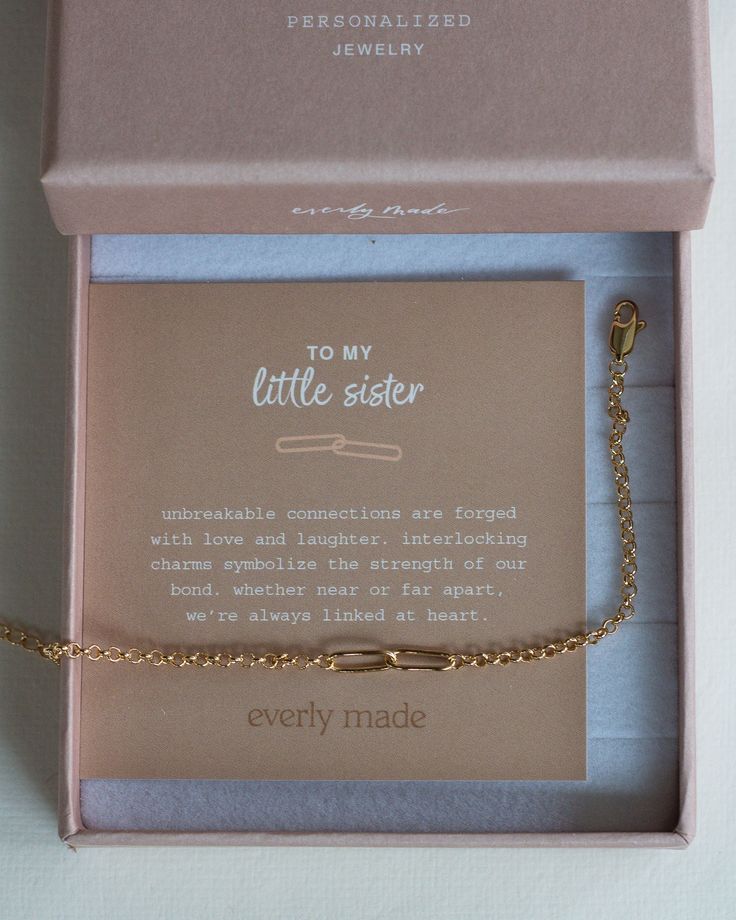 PERSONALIZED
JEWELRY
everly made
TO MY
little sister
unbreakable connections are forged
with love and laughter. interlocking
charms symbolize the strength of our
bond. whether near or far apart,
we're always linked at heart.
everly made